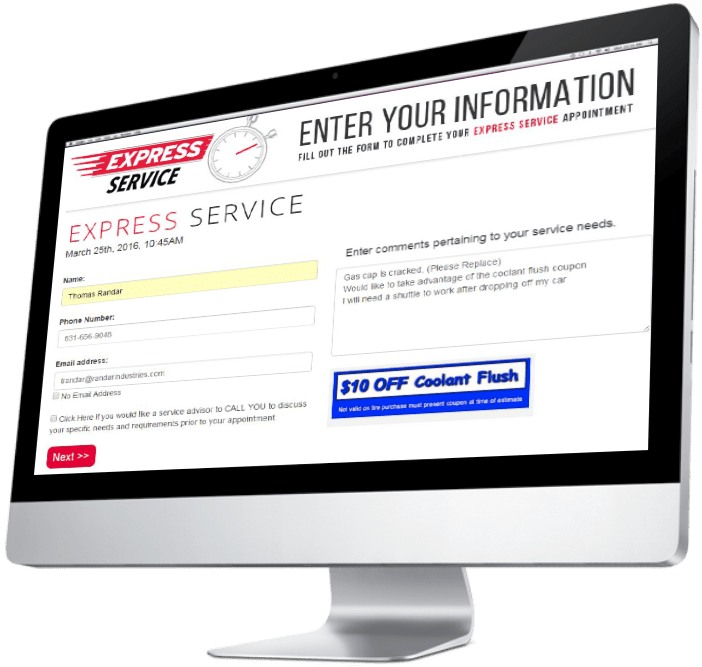 EXPRESS
SERVICE
ENTER YOUR INFORMATION
FILL OUT THE FORM TO COMPLETE YOUR EXPRESS SERVICE APPOINTMENT
EXPRESS SERVICE
March 25th, 2016, 10:45AM
Name:
Thomas Randar
Phone Number:
631-656-9046
Email address:
trandar@randarindustries.com
No Email Address
Click Here if you would like a service advisor to CALL YOU to discuss
your specific needs and requirements prior to your appointment
Next >>
Enter comments pertaining to your service needs.
Gas cap is cracked. (Please Replace)
Would like to take advantage of the coolant flush coupon
I will need a shuttle to work after dropping off my car
$10 OFF Coolant Flush
Not valid on tire purchase must present coupon at time of estimate